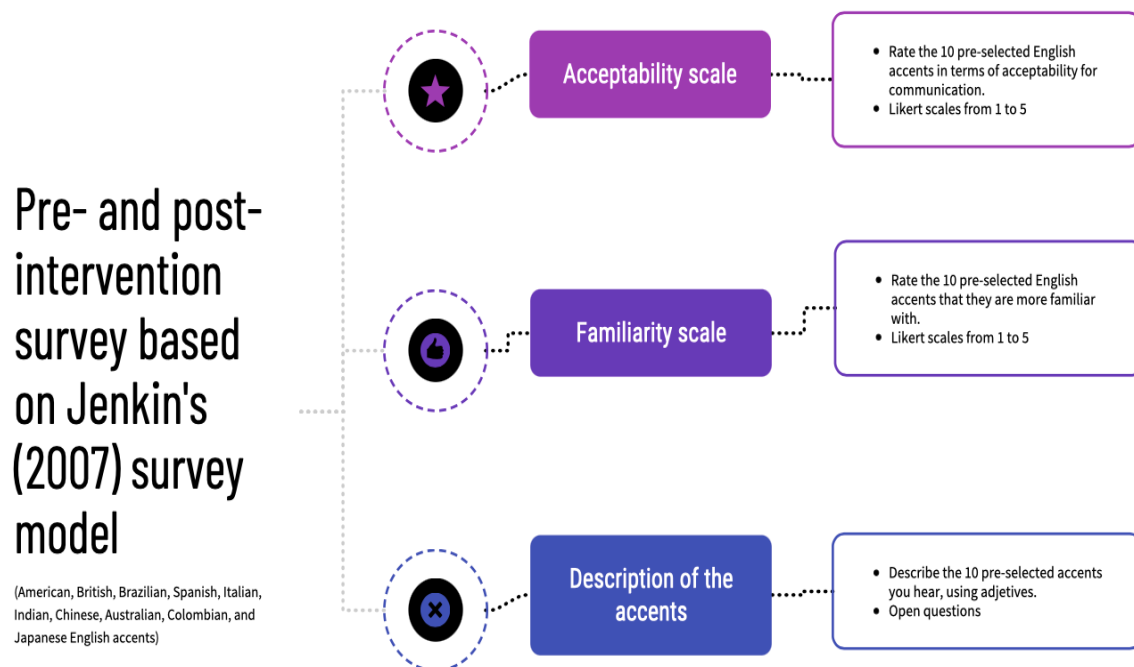 Pre- and post-
intervention
survey based
on Jenkin's
(2007) survey
model
(American, British, Brazilian, Spanish, Italian,
Indian, Chinese, Australian, Colombian, and
Japanese English accents)
Acceptability scale
• Rate the 10 pre-selected English
accents in terms of acceptability for
communication.
• Likert scales from 1 to 5
Familiarity scale
• Rate the 10 pre-selected English
accents that they are more familiar
with.
• Likert scales from 1 to 5
Description of the
accents
• Describe the 10 pre-selected accents
you hear, using adjetives.
• Open questions